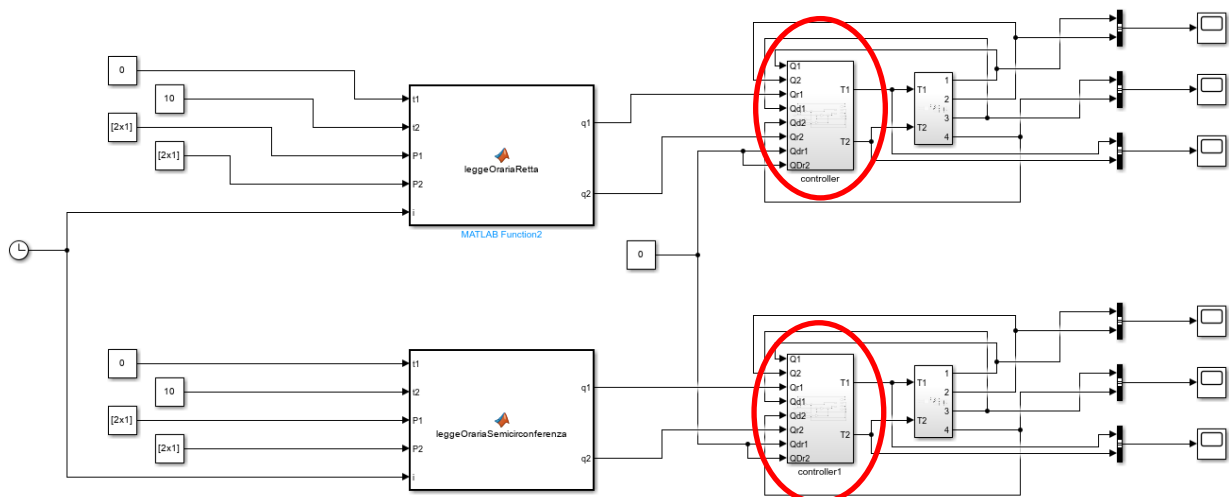 0
10
[2x1]
[2x1]
t1
t2
P1
P2
i
leggeOrariaRetta
q1
q2
MATLAB Function2
Q1
Q2
Qr1
Qd1
Qd2
Qr2
Qdr1
QDr2
T1
T2
controller
T1
T2
1
2
3
4
0
0
10
[2x1]
[2x1]
t1
t2
P1
P2
i
leggeOrariaSemicirconferenza
q1
q2
Q1
Q2
Qr1
Qd1
Qd2
Qr2
Qdr1
QDr2
T1
T2
controller1
T1
T2
1
2
3
4